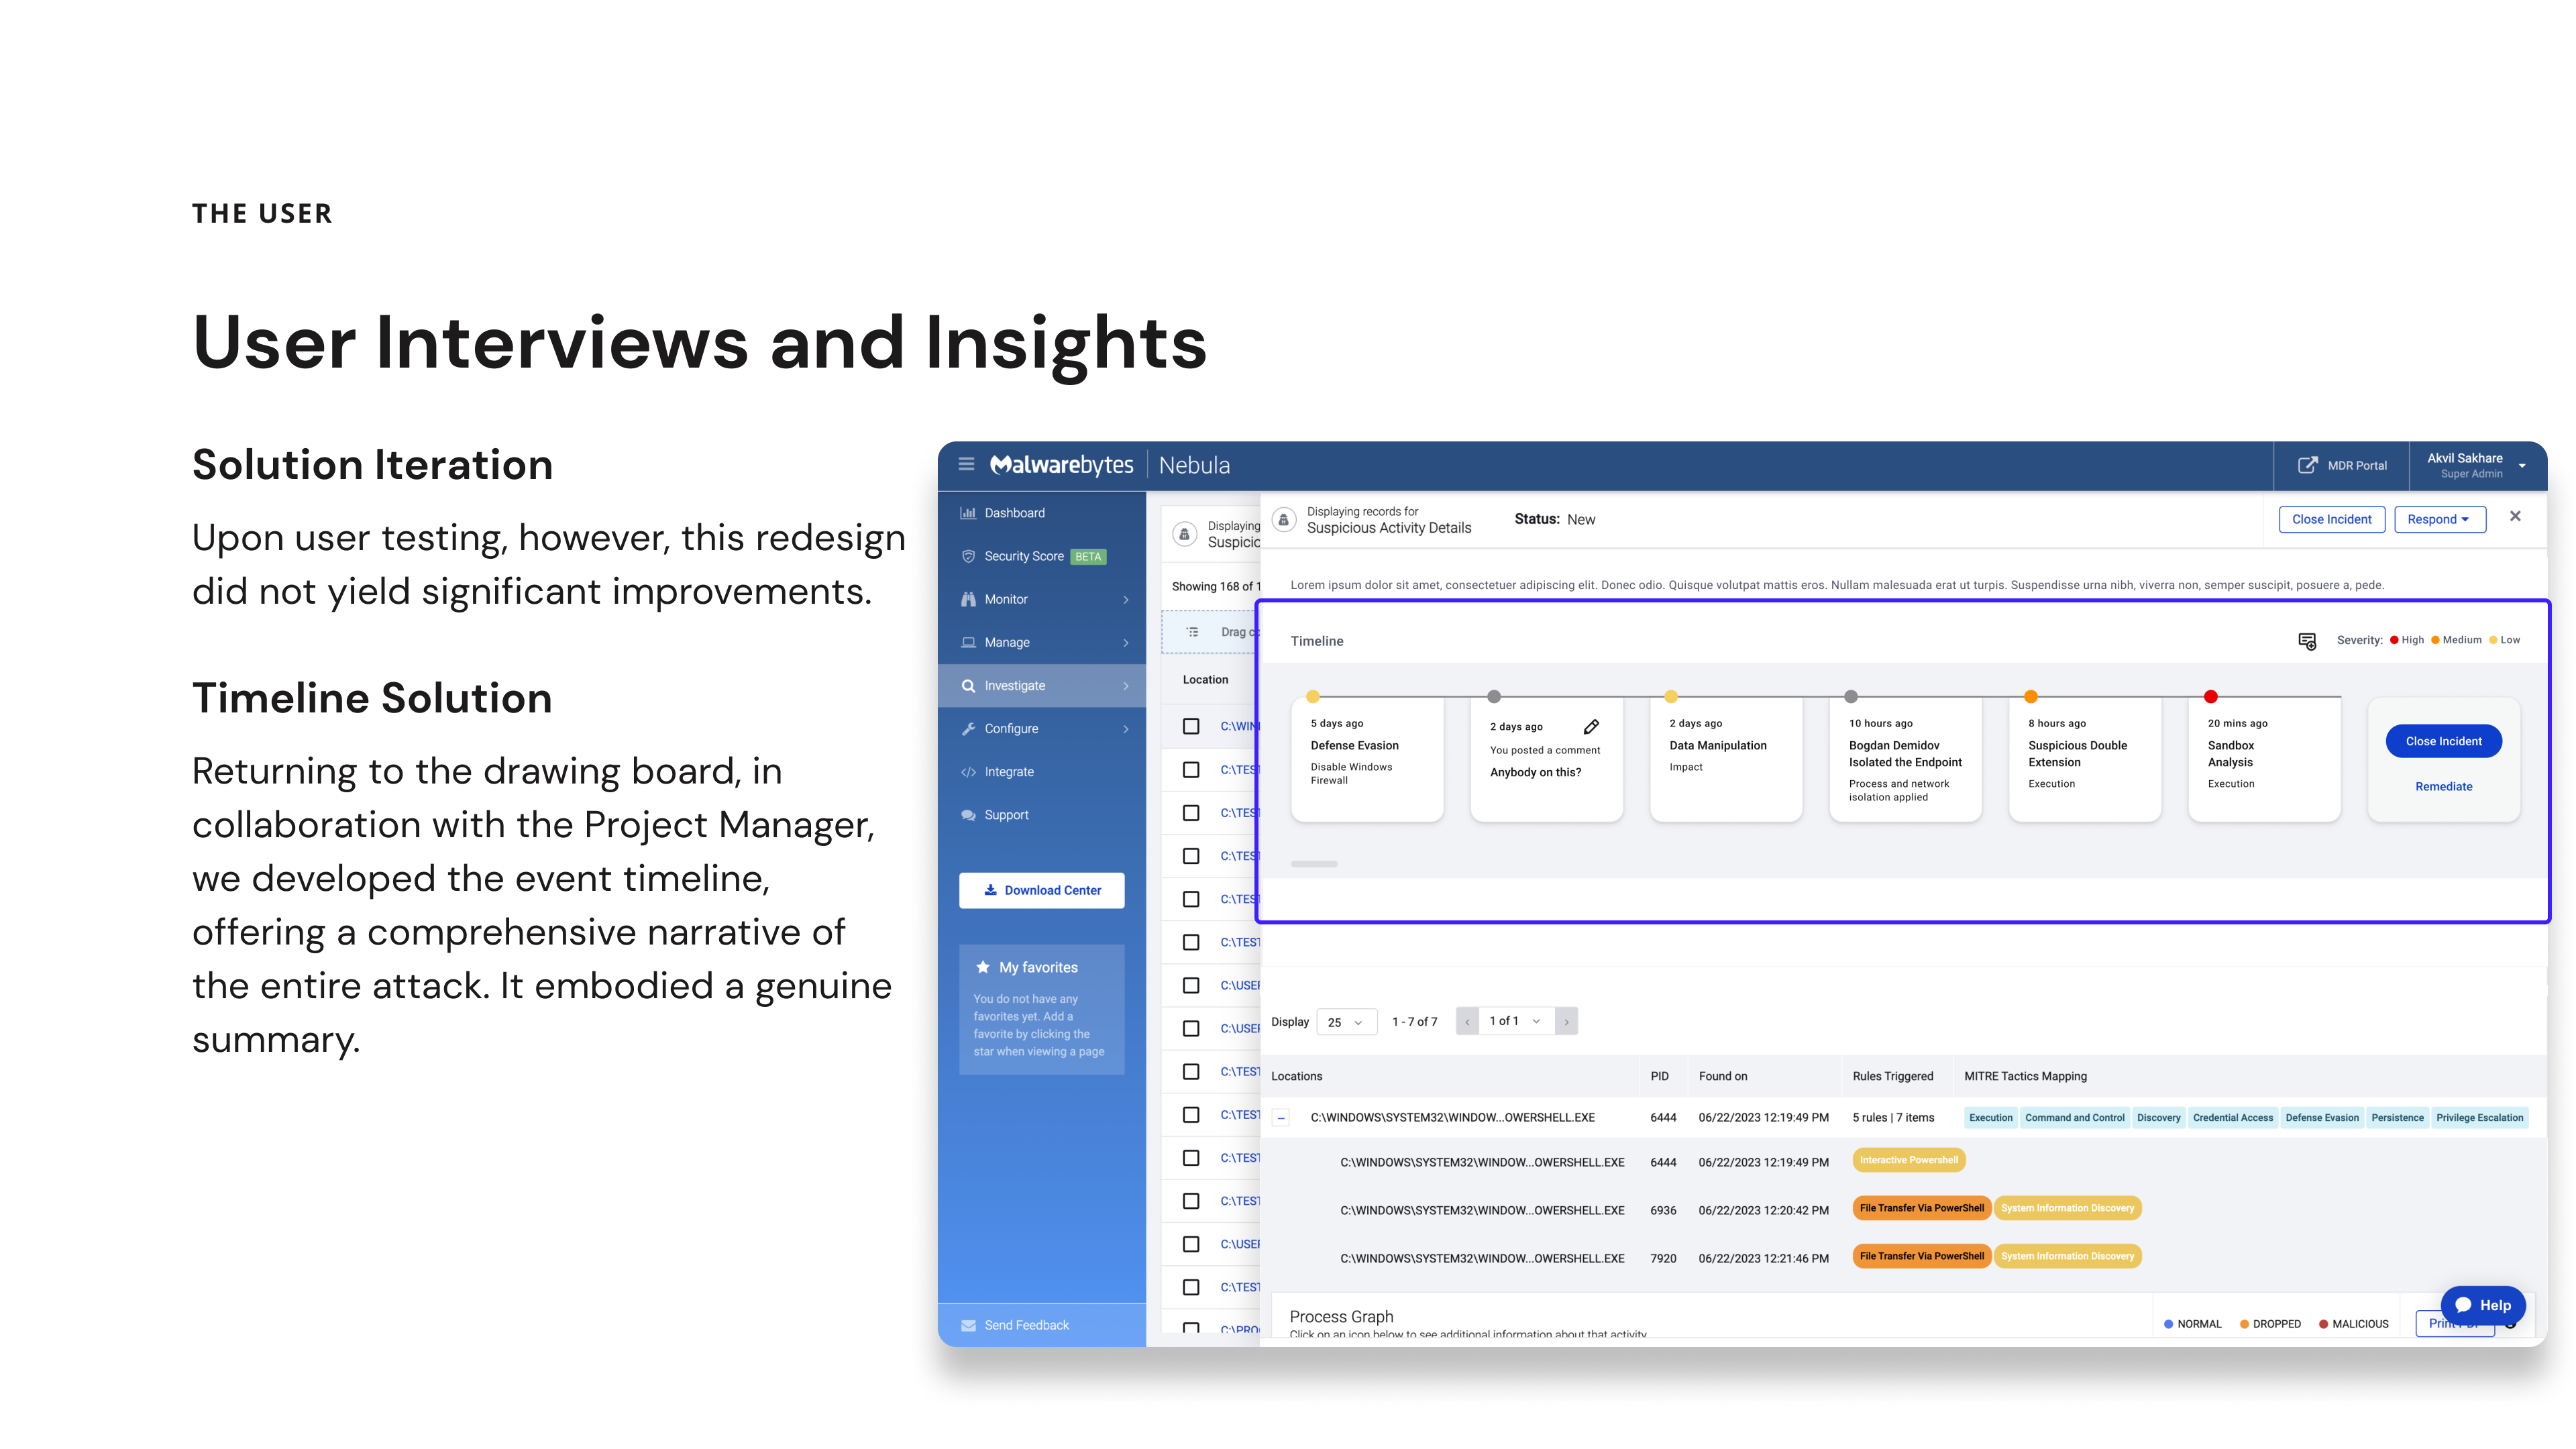 THE USER
User Interviews and Insights
Solution Iteration
Upon user testing, however, this redesign
did not yield significant improvements.
Timeline Solution
Returning to the drawing board, in
collaboration with the Project Manager,
we developed the event timeline,
offering a comprehensive narrative of
the entire attack. It embodied a genuine
summary.
Malwarebytes Nebula
MDR Portal
Akvil Sakhare
Super Admin
Dashboard
Security Score BETA
Monitor
Manage
Investigate
Configure
Integrate
Support
Download Center
My favorites
You do not have any
favorites yet. Add a
favorite by clicking the
star when viewing a page
Send Feedback
Displaying
Suspic
Showing 168 of 1
Drag c
Location
C:\WIN
C:\TES
C:\TES
C:\TES
C:\TES
C:\TEST
C:\USER
C:\USER
C:\TEST
C:\TEST
C:\TEST
C:\TEST
C:\USER
C:\TEST
C:\PRO
Displaying records for
Suspicious Activity Details
Status: New
Close Incident
Respond
Lorem ipsum dolor sit amet, consectetuer adipiscing elit. Donec odio. Quisque volutpat mattis eros. Nullam malesuada erat ut turpis. Suspendisse urna nibh, viverra non, semper suscipit, posuere a, pede.
Timeline
Severity: High Medium Low
5 days ago
Defense Evasion
Disable Windows
Firewall
2 days ago
You posted a comment
Anybody on this?
2 days ago
Data Manipulation
Impact
10 hours ago
Bogdan Demidov
Isolated the Endpoint
Process and network
isolation applied
8 hours ago
Suspicious Double
Extension
Execution
20 mins ago
Sandbox
Analysis
Execution
Close Incident
Remediate
Display 25 1 - 7 of 7 1 of 1
Locations PID Found on Rules Triggered MITRE Tactics Mapping
C:\WINDOWS\SYSTEM32\WINDOW...OWERSHELL.EXE 6444 06/22/2023 12:19:49 PM 5 rules | 7 items Execution Command and Control Discovery Credential Access Defense Evasion Persistence Privilege Escalation
C:\WINDOWS\SYSTEM32\WINDOW...OWERSHELL.EXE 6444 06/22/2023 12:19:49 PM Interactive Powershell
C:\WINDOWS\SYSTEM32\WINDOW...OWERSHELL.EXE 6936 06/22/2023 12:20:42 PM File Transfer Via PowerShell System Information Discovery
C:\WINDOWS\SYSTEM32\WINDOW...OWERSHELL.EXE 7920 06/22/2023 12:21:46 PM File Transfer Via PowerShell System Information Discovery
Process Graph
Click on an icon below to see additional information about that activity
NORMAL DROPPED MALICIOUS
Print
Help